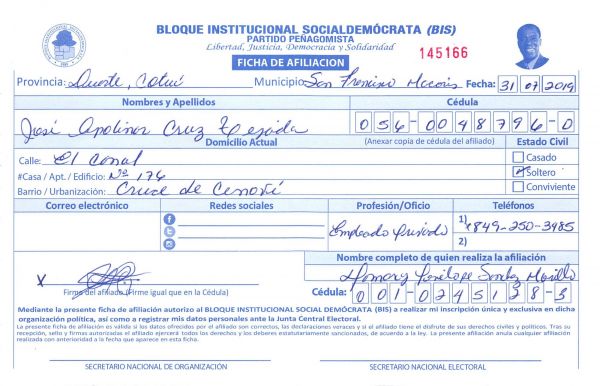 BLOQUE INSTITUCIONAL SOCIALDEMÓCRATA (BIS)
PARTIDO PEÑAGOMISTA
Libertad, Justicia, Democracia y Solidaridad
145166
FICHA DE AFILIACION
Provincia: Duarte, Cotuí Municipio: San Francisco Macorís Fecha: 31 07 2019
Nombres y Apellidos Cédula
José Apolinar Cruz Tejada 056-0048796-0
Domicilio Actual (Anexar copia de cédula del afiliado) Estado Civil
Calle: El Canal Casado
#Casa / Apt. / Edificio: Nº 176 Soltero
Barrio / Urbanización: Cruce de Cenoví Conviviente
Correo electrónico Redes sociales Profesión/Oficio Teléfonos
Empleado Privado 1) 849-250-3485
2)
Nombre completo de quien realiza la afiliación
X Sánchez
Firma del afiliado (Firme igual que en la Cédula) Cédula: 001-0245128-3
Mediante la presente ficha de afiliación autorizo al BLOQUE INSTITUCIONAL SOCIAL DEMÓCRATA (BIS) a realizar mi inscripción única y exclusiva en dicha
organización política, así como a registrar mis datos personales ante la Junta Central Electoral.
La presente ficha de afiliación es válida si los datos ofrecidos por el afiliado son correctos, las declaraciones veraces y si el afiliado tiene el disfrute de sus derechos civiles y políticos. Tras su
recepción, sello y firmas autorizadas el afiliado ejercerá todos los derechos y los deberes estatutariamente sancionados, de acuerdo a la ley. La presente afiliación anula cualquier afiliación
realizada con anterioridad a la fecha que aparece en esta ficha.
SECRETARIO NACIONAL DE ORGANIZACIÓN SECRETARIO NACIONAL ELECTORAL